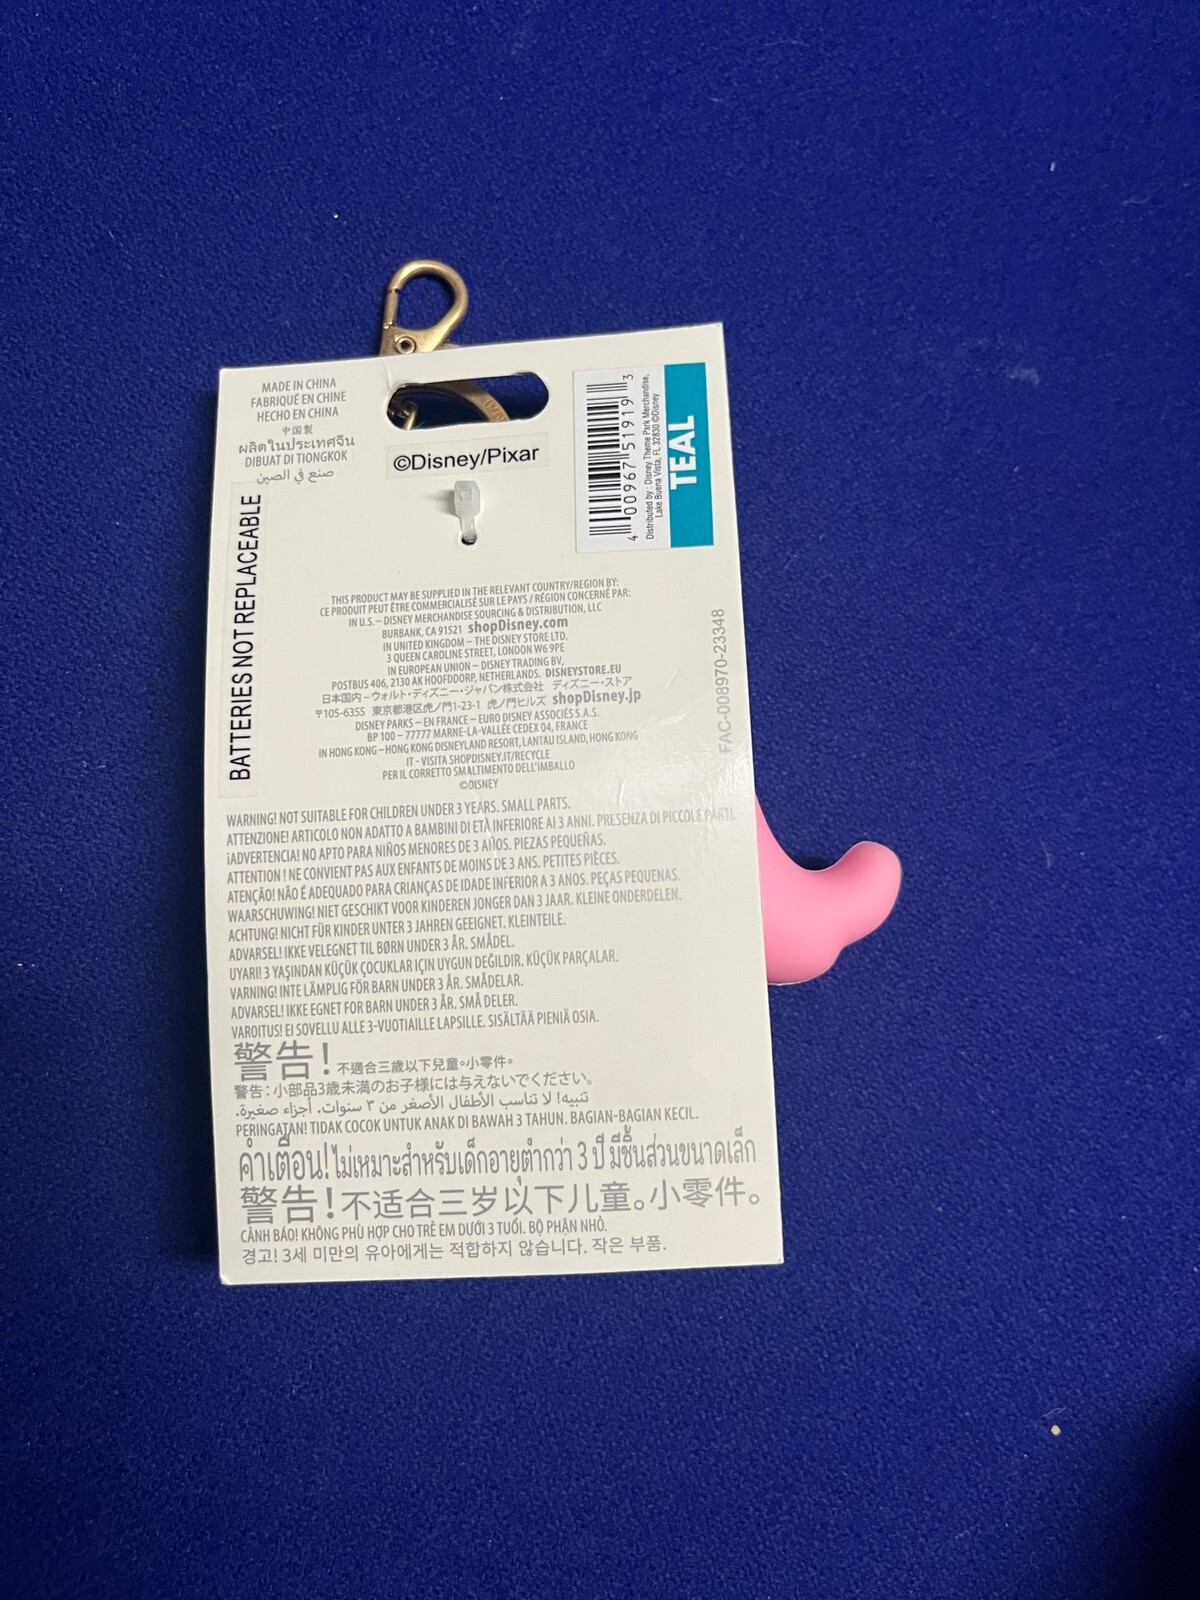 MADE IN CHINA
FABRIQUÉ EN CHINE
HECHO EN CHINA
中国製
ผลิตในประเทศจีน
DIBUAT DI TIONGKOK
صنع في الصين
©Disney/Pixar
4 00967 51919 3
Distributed by : Disney Theme Park Merchandise,
Lake Buena Vista, FL 32830 ©Disney
TEAL
BATTERIES NOT REPLACEABLE
THIS PRODUCT MAY BE SUPPLIED IN THE RELEVANT COUNTRY/REGION BY:
CE PRODUIT PEUT ÊTRE COMMERCIALISÉ SUR LE PAYS / RÉGION CONCERNÉ PAR:
IN U.S. – DISNEY MERCHANDISE SOURCING & DISTRIBUTION, LLC
BURBANK, CA 91521 shopDisney.com
IN UNITED KINGDOM – THE DISNEY STORE LTD.
3 QUEEN CAROLINE STREET, LONDON W6 9PE
IN EUROPEAN UNION – DISNEY TRADING BV,
POSTBUS 406, 2130 AK HOOFDDORP, NETHERLANDS. DISNEYSTORE.EU
日本国内 – ウォルト・ディズニー・ジャパン株式会社 ディズニー・ストア
〒105-6355 東京都港区虎ノ門1-23-1 虎ノ門ヒルズ shopDisney.jp
DISNEY PARKS – EN FRANCE – EURO DISNEY ASSOCIÉS S.A.S.
BP 100 – 77777 MARNE-LA-VALLÉE CEDEX 04, FRANCE
IN HONG KONG – HONG KONG DISNEYLAND RESORT, LANTAU ISLAND, HONG KONG
IT - VISITA SHOPDISNEY.IT/RECYCLE
PER IL CORRETTO SMALTIMENTO DELL'IMBALLO
©DISNEY
FAC-008970-23348
WARNING! NOT SUITABLE FOR CHILDREN UNDER 3 YEARS. SMALL PARTS.
ATTENZIONE! ARTICOLO NON ADATTO A BAMBINI DI ETÀ INFERIORE AI 3 ANNI. PRESENZA DI PICCOLE PARTI.
¡ADVERTENCIA! NO APTO PARA NIÑOS MENORES DE 3 AÑOS. PIEZAS PEQUEÑAS.
ATTENTION ! NE CONVIENT PAS AUX ENFANTS DE MOINS DE 3 ANS. PETITES PIÈCES.
ATENÇÃO! NÃO É ADEQUADO PARA CRIANÇAS DE IDADE INFERIOR A 3 ANOS. PEÇAS PEQUENAS.
WAARSCHUWING! NIET GESCHIKT VOOR KINDEREN JONGER DAN 3 JAAR. KLEINE ONDERDELEN.
ACHTUNG! NICHT FÜR KINDER UNTER 3 JAHREN GEEIGNET. KLEINTEILE.
ADVARSEL! IKKE VELEGNET TIL BØRN UNDER 3 ÅR. SMÅDEL.
UYARI! 3 YAŞINDAN KÜÇÜK ÇOCUKLAR IÇIN UYGUN DEĞILDIR. KÜÇÜK PARÇALAR.
VARNING! INTE LÄMPLIG FÖR BARN UNDER 3 ÅR. SMÅDELAR.
ADVARSEL! IKKE EGNET FOR BARN UNDER 3 ÅR. SMÅ DELER.
VAROITUS! EI SOVELLU ALLE 3-VUOTIAILLE LAPSILLE. SISÄLTÄÄ PIENIÄ OSIA.
警告！不適合三歲以下兒童。小零件。
警告：小部品3歳未満のお子様には与えないでください。
تنبيه! لا تناسب الأطفال الأصغر من ٣ سنوات. أجزاء صغيرة.
PERINGATAN! TIDAK COCOK UNTUK ANAK DI BAWAH 3 TAHUN. BAGIAN-BAGIAN KECIL.
คำเตือน! ไม่เหมาะสำหรับเด็กอายุต่ำกว่า 3 ปี มีชิ้นส่วนขนาดเล็ก
警告！不适合三岁以下儿童。小零件。
CẢNH BÁO! KHÔNG PHÙ HỢP CHO TRẺ EM DƯỚI 3 TUỔI. BỘ PHẬN NHỎ.
경고! 3세 미만의 유아에게는 적합하지 않습니다. 작은 부품.